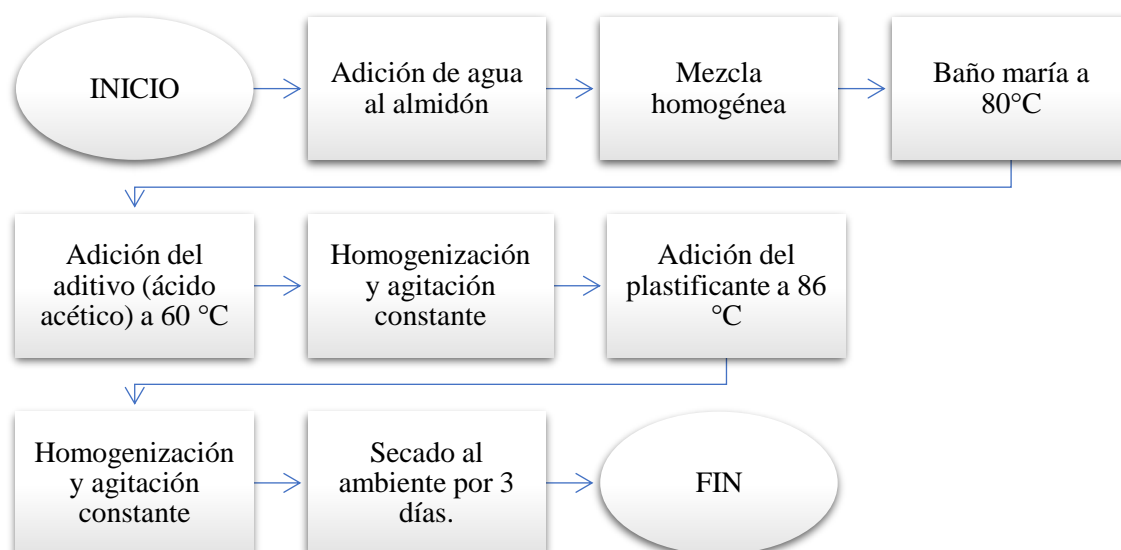 INICIO
Adición de agua
al almidón
Mezcla
homogénea
Baño maría a
80°C
Adición del
aditivo (ácido
acético) a 60 °C
Homogenización
y agitación
constante
Adición del
plastificante a 86
°C
Homogenización
y agitación
constante
Secado al
ambiente por 3
días.
FIN